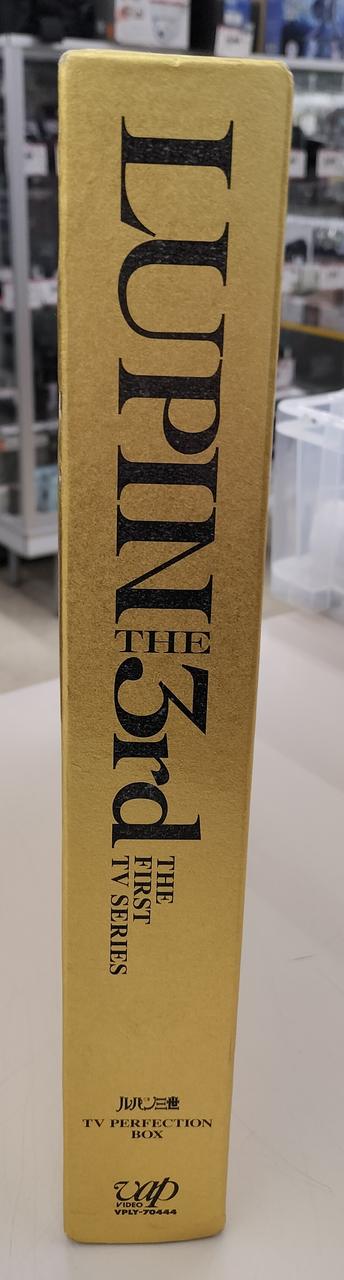 LUPIN
THE
3rd
THE
FIRST
TV SERIES
ルパン三世
TV PERFECTION
BOX
vap
VIDEO
VPLY-70444